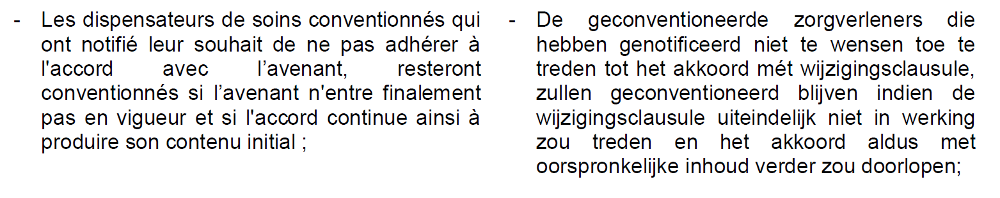 - Les dispensateurs de soins conventionnés qui
ont notifié leur souhait de ne pas adhérer à
l'accord avec l’avenant, resteront
conventionnés si l’avenant n'entre finalement
pas en vigueur et si l'accord continue ainsi à
produire son contenu initial ;
- De geconventioneerde zorgverleners die
hebben genotificeerd niet te wensen toe te
treden tot het akkoord mét wijzigingsclausule,
zullen geconventioneerd blijven indien de
wijzigingsclausule uiteindelijk niet in werking
zou treden en het akkoord aldus met
oorspronkelijke inhoud verder zou doorlopen;